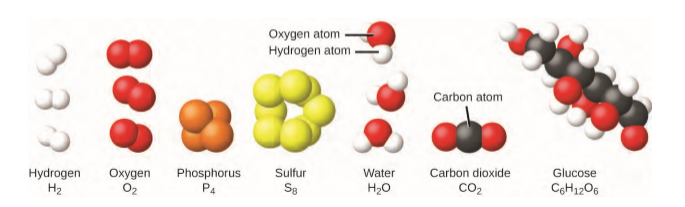 Oxygen atom
Hydrogen atom
Carbon atom
Hydrogen
H₂
Oxygen
O₂
Phosphorus
P₄
Sulfur
S₈
Water
H₂O
Carbon dioxide
CO₂
Glucose
C₆H₁₂O₆